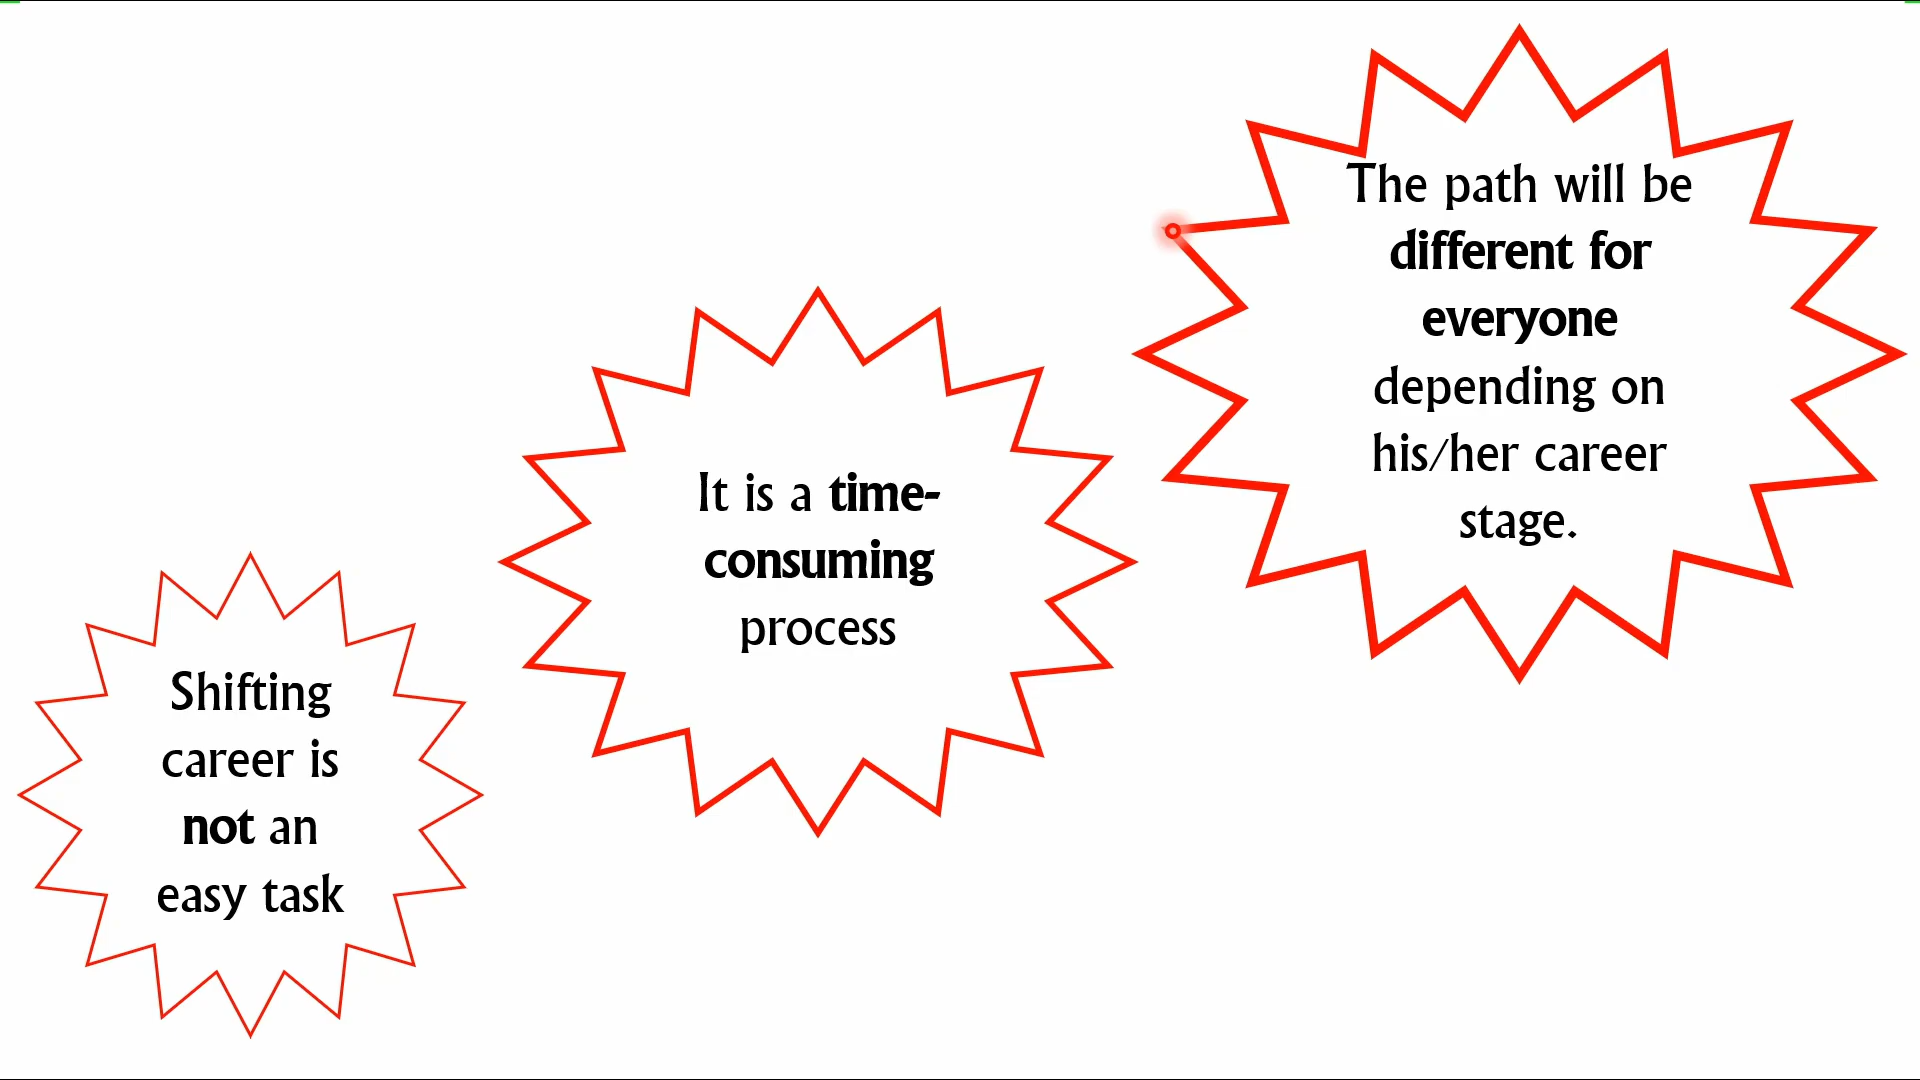 Shifting
career is
not an
easy task
It is a time-
consuming
process
The path will be
different for
everyone
depending on
his/her career
stage.